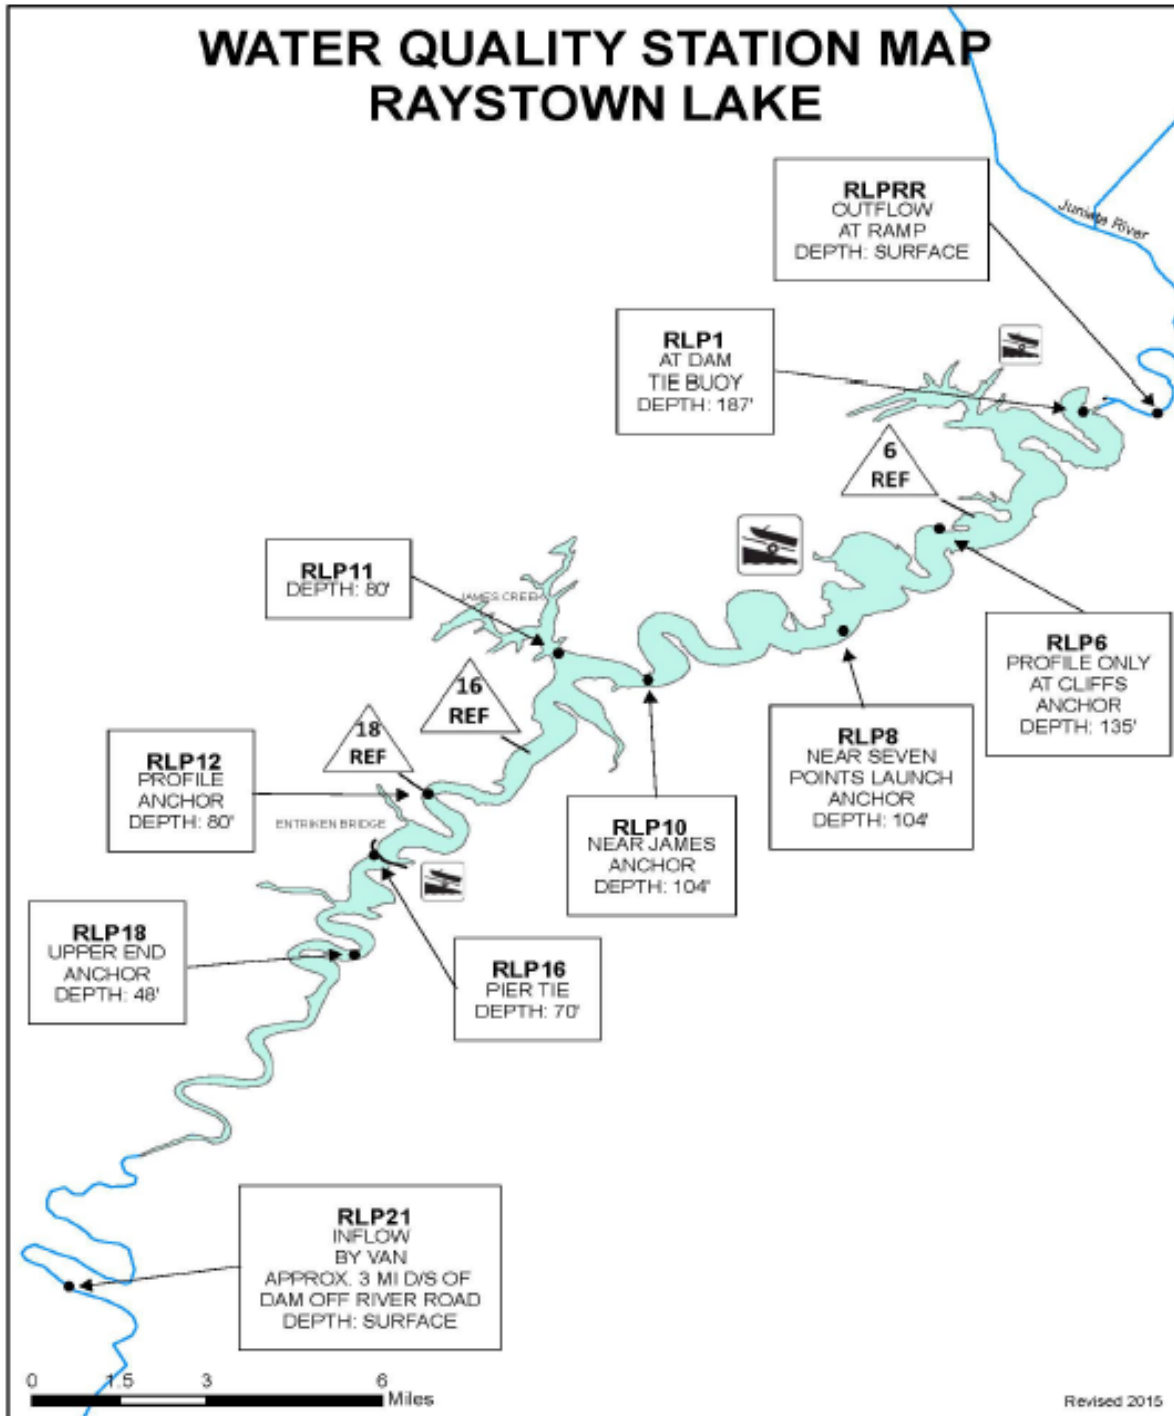 WATER QUALITY STATION MAP
RAYSTOWN LAKE
RLPRR
OUTFLOW
AT RAMP
DEPTH: SURFACE
Juniata River
RLP1
AT DAM
TIE BUOY
DEPTH: 187'
6
REF
RLP11
DEPTH: 80'
JAMES CREEK
RLP6
PROFILE ONLY
AT CLIFFS
ANCHOR
DEPTH: 135'
16
REF
18
REF
RLP8
NEAR SEVEN
POINTS LAUNCH
ANCHOR
DEPTH: 104'
RLP12
PROFILE
ANCHOR
DEPTH: 80'
ENTRIKEN BRIDGE
RLP10
NEAR JAMES
ANCHOR
DEPTH: 104'
RLP18
UPPER END
ANCHOR
DEPTH: 48'
RLP16
PIER TIE
DEPTH: 70'
RLP21
INFLOW
BY VAN
APPROX. 3 MI D/S OF
DAM OFF RIVER ROAD
DEPTH: SURFACE
0 1.5 3 6
Miles
Revised 2015